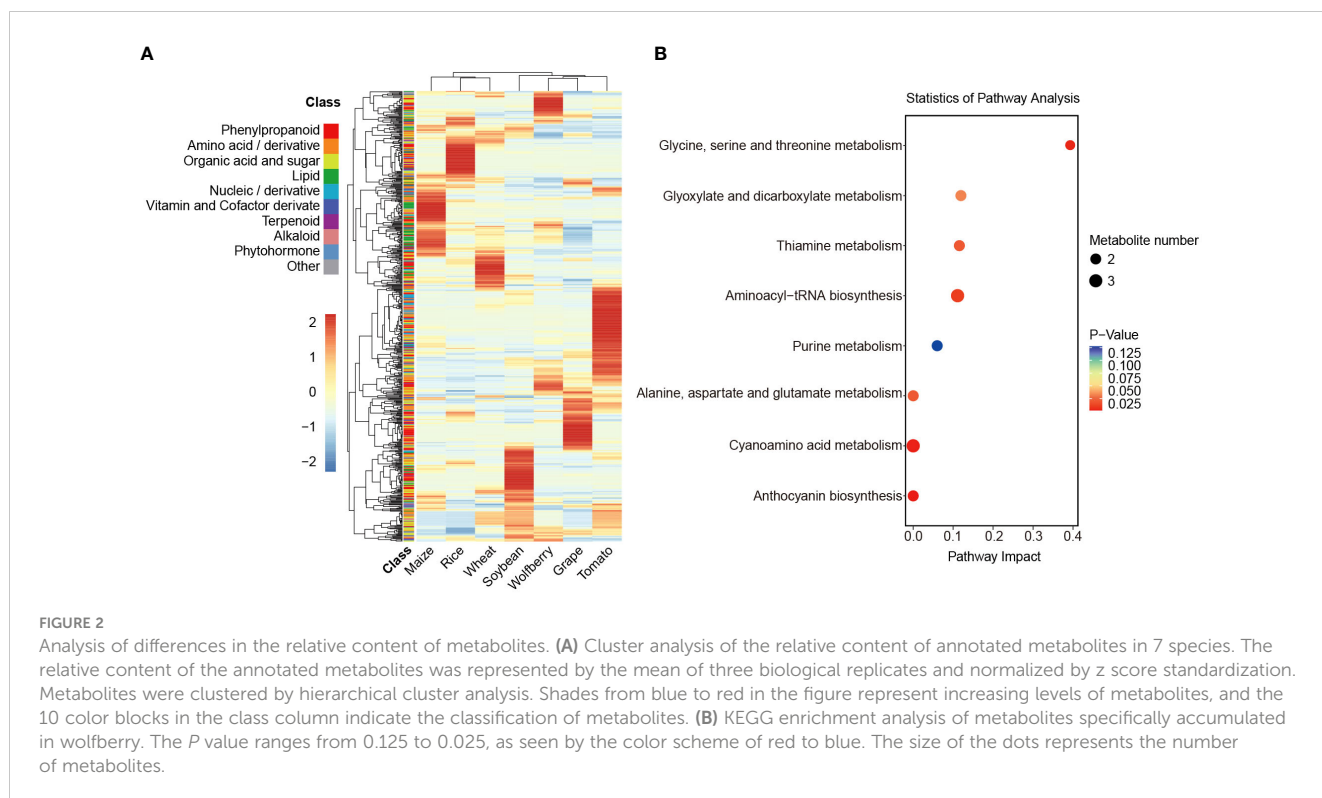 A
Class
Phenylpropanoid
Amino acid / derivative
Organic acid and sugar
Lipid
Nucleic / derivative
Vitamin and Cofactor derivate
Terpenoid
Alkaloid
Phytohormone
Other
2
1
0
−1
−2
Class
Maize
Rice
Wheat
Soybean
Wolfberry
Grape
Tomato
B
Statistics of Pathway Analysis
Glycine, serine and threonine metabolism
Glyoxylate and dicarboxylate metabolism
Thiamine metabolism
Aminoacyl−tRNA biosynthesis
Purine metabolism
Alanine, aspartate and glutamate metabolism
Cyanoamino acid metabolism
Anthocyanin biosynthesis
0.0 0.1 0.2 0.3 0.4
Pathway Impact
Metabolite number
2
3
P−Value
0.125
0.100
0.075
0.050
0.025
FIGURE 2
Analysis of differences in the relative content of metabolites. (A) Cluster analysis of the relative content of annotated metabolites in 7 species. The
relative content of the annotated metabolites was represented by the mean of three biological replicates and normalized by z score standardization.
Metabolites were clustered by hierarchical cluster analysis. Shades from blue to red in the figure represent increasing levels of metabolites, and the
10 color blocks in the class column indicate the classification of metabolites. (B) KEGG enrichment analysis of metabolites specifically accumulated
in wolfberry. The P value ranges from 0.125 to 0.025, as seen by the color scheme of red to blue. The size of the dots represents the number
of metabolites.